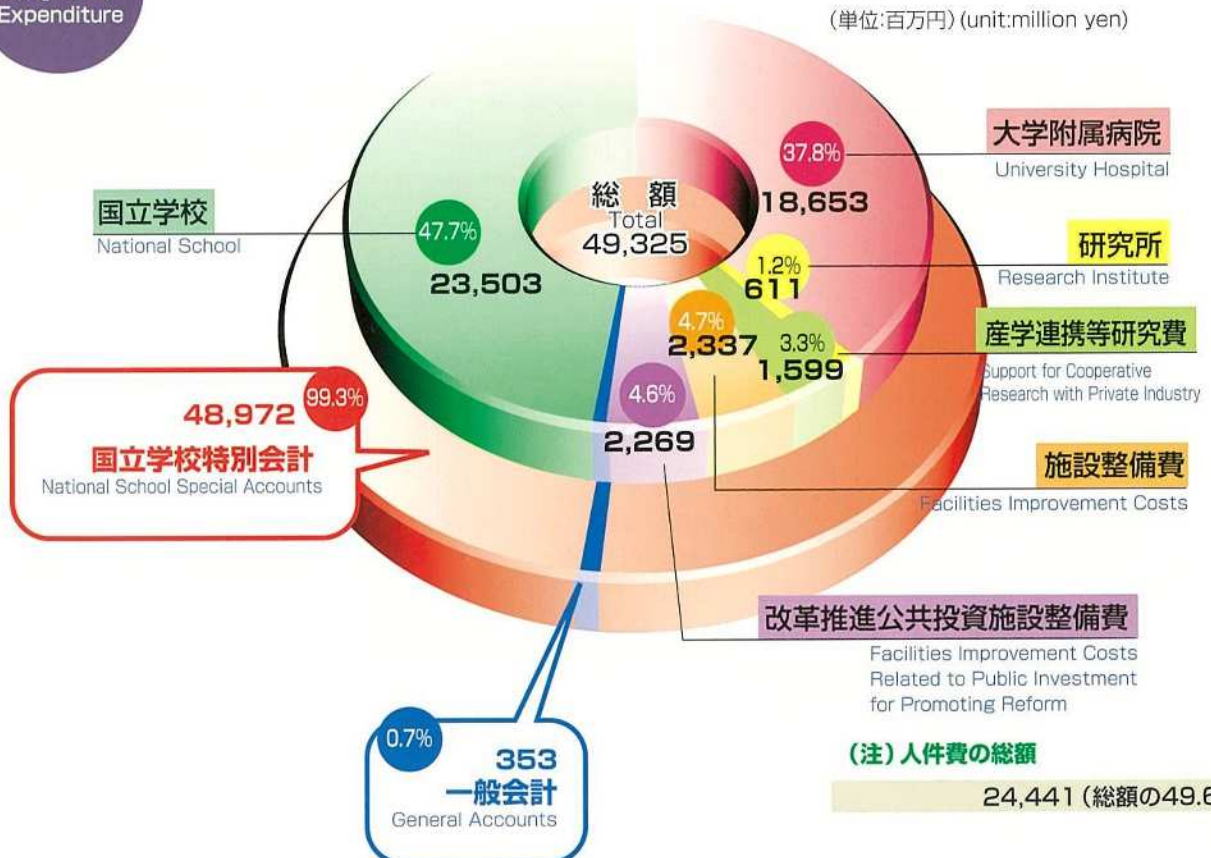 Expenditure
(単位:百万円)(unit:million yen)
大学附属病院
University Hospital
37.8%
18,653
総 額
Total
49,325
国立学校
National School
47.7%
23,503
研究所
Research Institute
1.2%
611
産学連携等研究費
Support for Cooperative
Research with Private Industry
3.3%
1,599
4.7%
2,337
施設整備費
Facilities Improvement Costs
4.6%
2,269
改革推進公共投資施設整備費
Facilities Improvement Costs
Related to Public Investment
for Promoting Reform
99.3%
48,972
国立学校特別会計
National School Special Accounts
0.7%
353
一般会計
General Accounts
(注)人件費の総額
24,441(総額の49.6